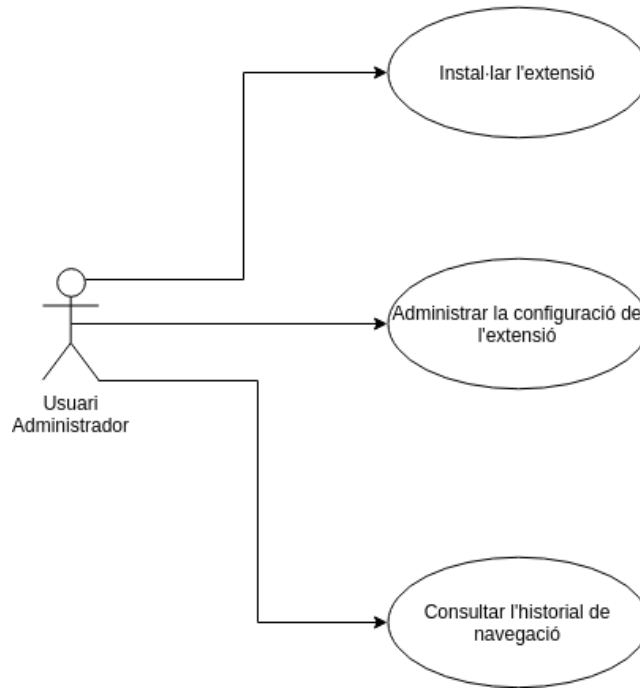 Instal·lar l'extensió
Administrar la configuració de
l'extensió
Usuari
Administrador
Consultar l'historial de
navegació